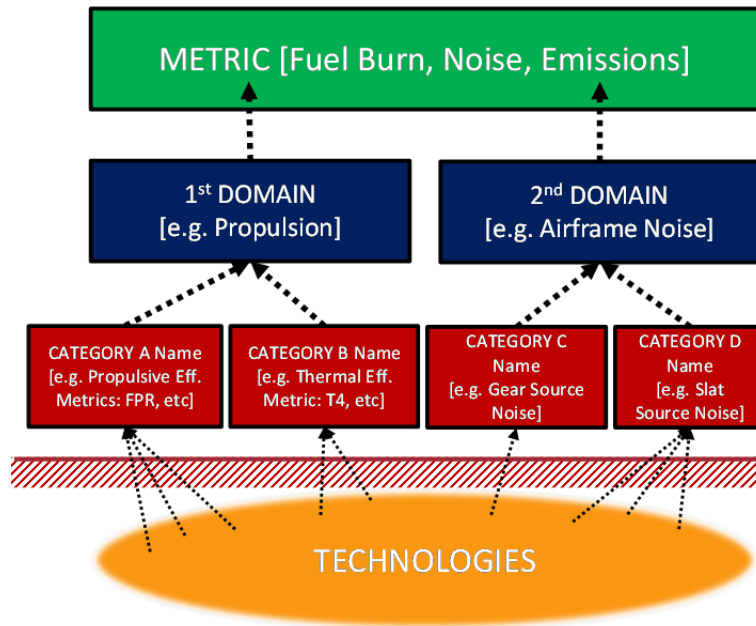 METRIC [Fuel Burn, Noise, Emissions]
1st DOMAIN
[e.g. Propulsion]
2nd DOMAIN
[e.g. Airframe Noise]
CATEGORY A Name
[e.g. Propulsive Eff.
Metrics: FPR, etc]
CATEGORY B Name
[e.g. Thermal Eff.
Metric: T4, etc]
CATEGORY C
Name
[e.g. Gear Source
Noise]
CATEGORY D
Name
[e.g. Slat
Source Noise]
TECHNOLOGIES